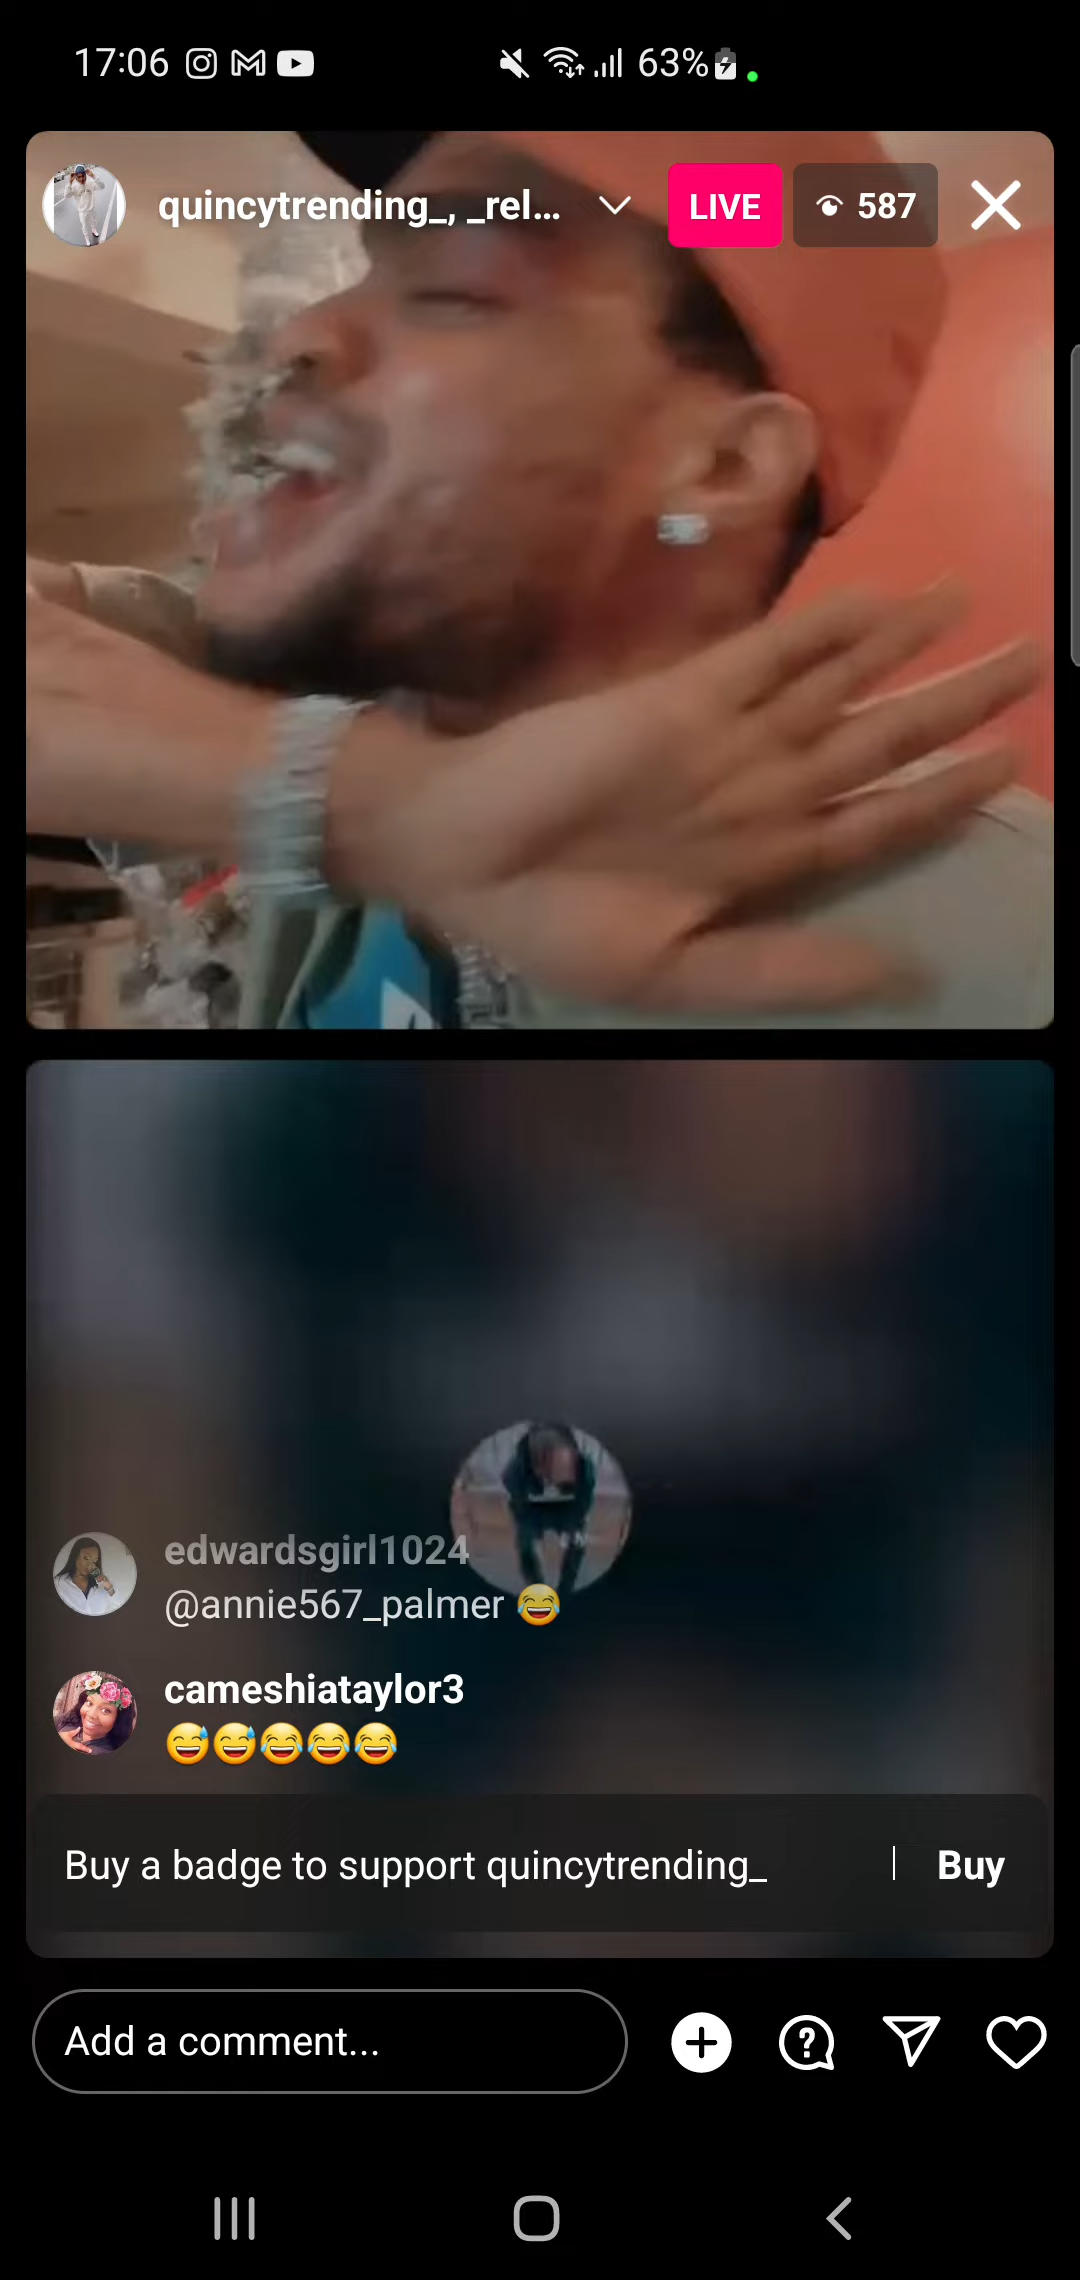 17:06 63%
quincytrending_, _rel... LIVE 587
edwardsgirl1024
@annie567_palmer 😂
cameshiataylor3
😅😅😂😂😂
Buy a badge to support quincytrending_ | Buy
Add a comment...